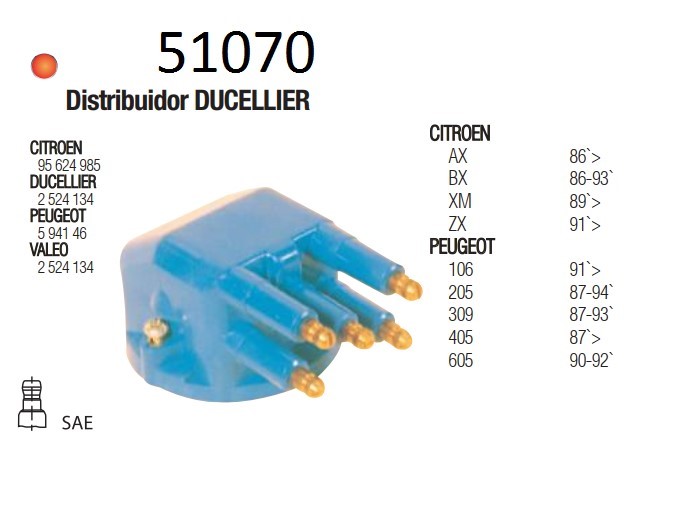 51070
Distribuidor DUCELLIER
CITROEN
95 624 985
DUCELLIER
2 524 134
PEUGEOT
5 941 46
VALEO
2 524 134
SAE
CITROEN
AX 86`>
BX 86-93`
XM 89`>
ZX 91`>
PEUGEOT
106 91`>
205 87-94`
309 87-93`
405 87`>
605 90-92`